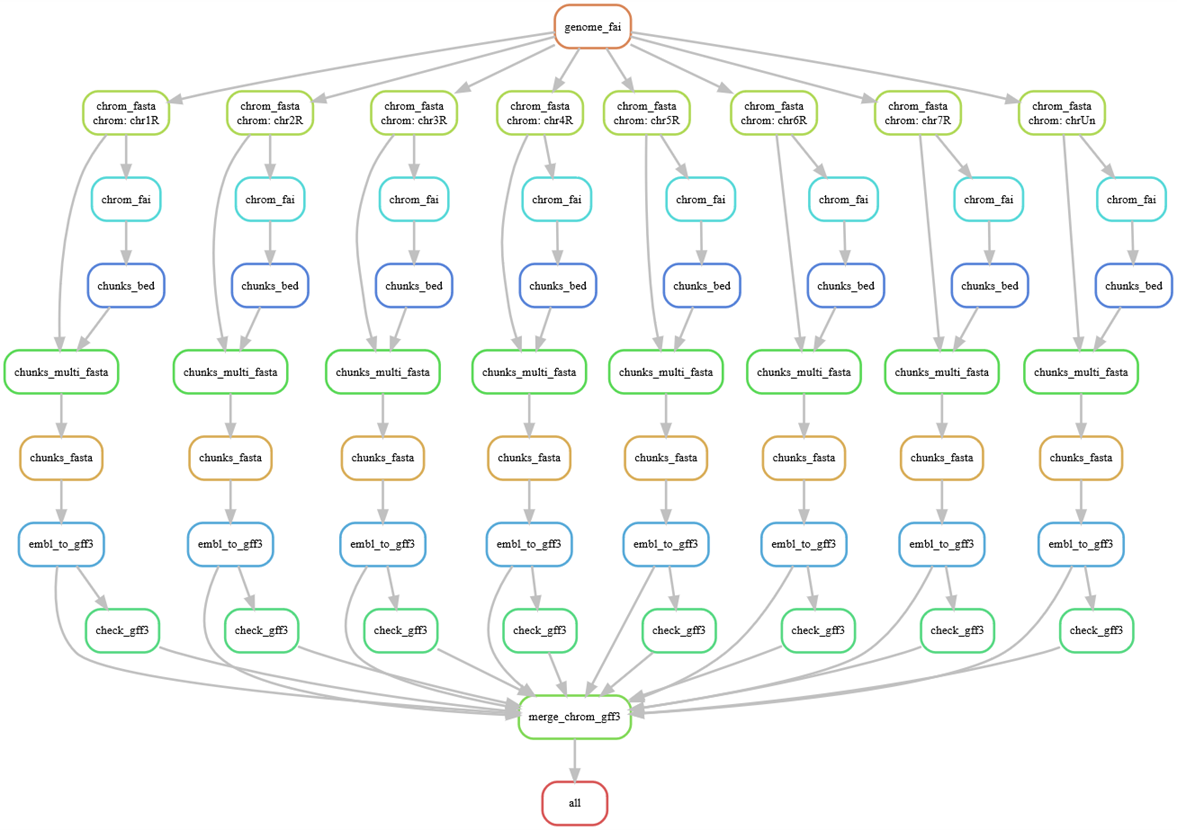 genome_fai
chrom_fasta
chrom: chr1R
chrom_fasta
chrom: chr2R
chrom_fasta
chrom: chr3R
chrom_fasta
chrom: chr4R
chrom_fasta
chrom: chr5R
chrom_fasta
chrom: chr6R
chrom_fasta
chrom: chr7R
chrom_fasta
chrom: chrUn
chrom_fai
chrom_fai
chrom_fai
chrom_fai
chrom_fai
chrom_fai
chrom_fai
chrom_fai
chunks_bed
chunks_bed
chunks_bed
chunks_bed
chunks_bed
chunks_bed
chunks_bed
chunks_bed
chunks_multi_fasta
chunks_multi_fasta
chunks_multi_fasta
chunks_multi_fasta
chunks_multi_fasta
chunks_multi_fasta
chunks_multi_fasta
chunks_multi_fasta
chunks_fasta
chunks_fasta
chunks_fasta
chunks_fasta
chunks_fasta
chunks_fasta
chunks_fasta
chunks_fasta
embl_to_gff3
embl_to_gff3
embl_to_gff3
embl_to_gff3
embl_to_gff3
embl_to_gff3
embl_to_gff3
embl_to_gff3
check_gff3
check_gff3
check_gff3
check_gff3
check_gff3
check_gff3
check_gff3
check_gff3
merge_chrom_gff3
all